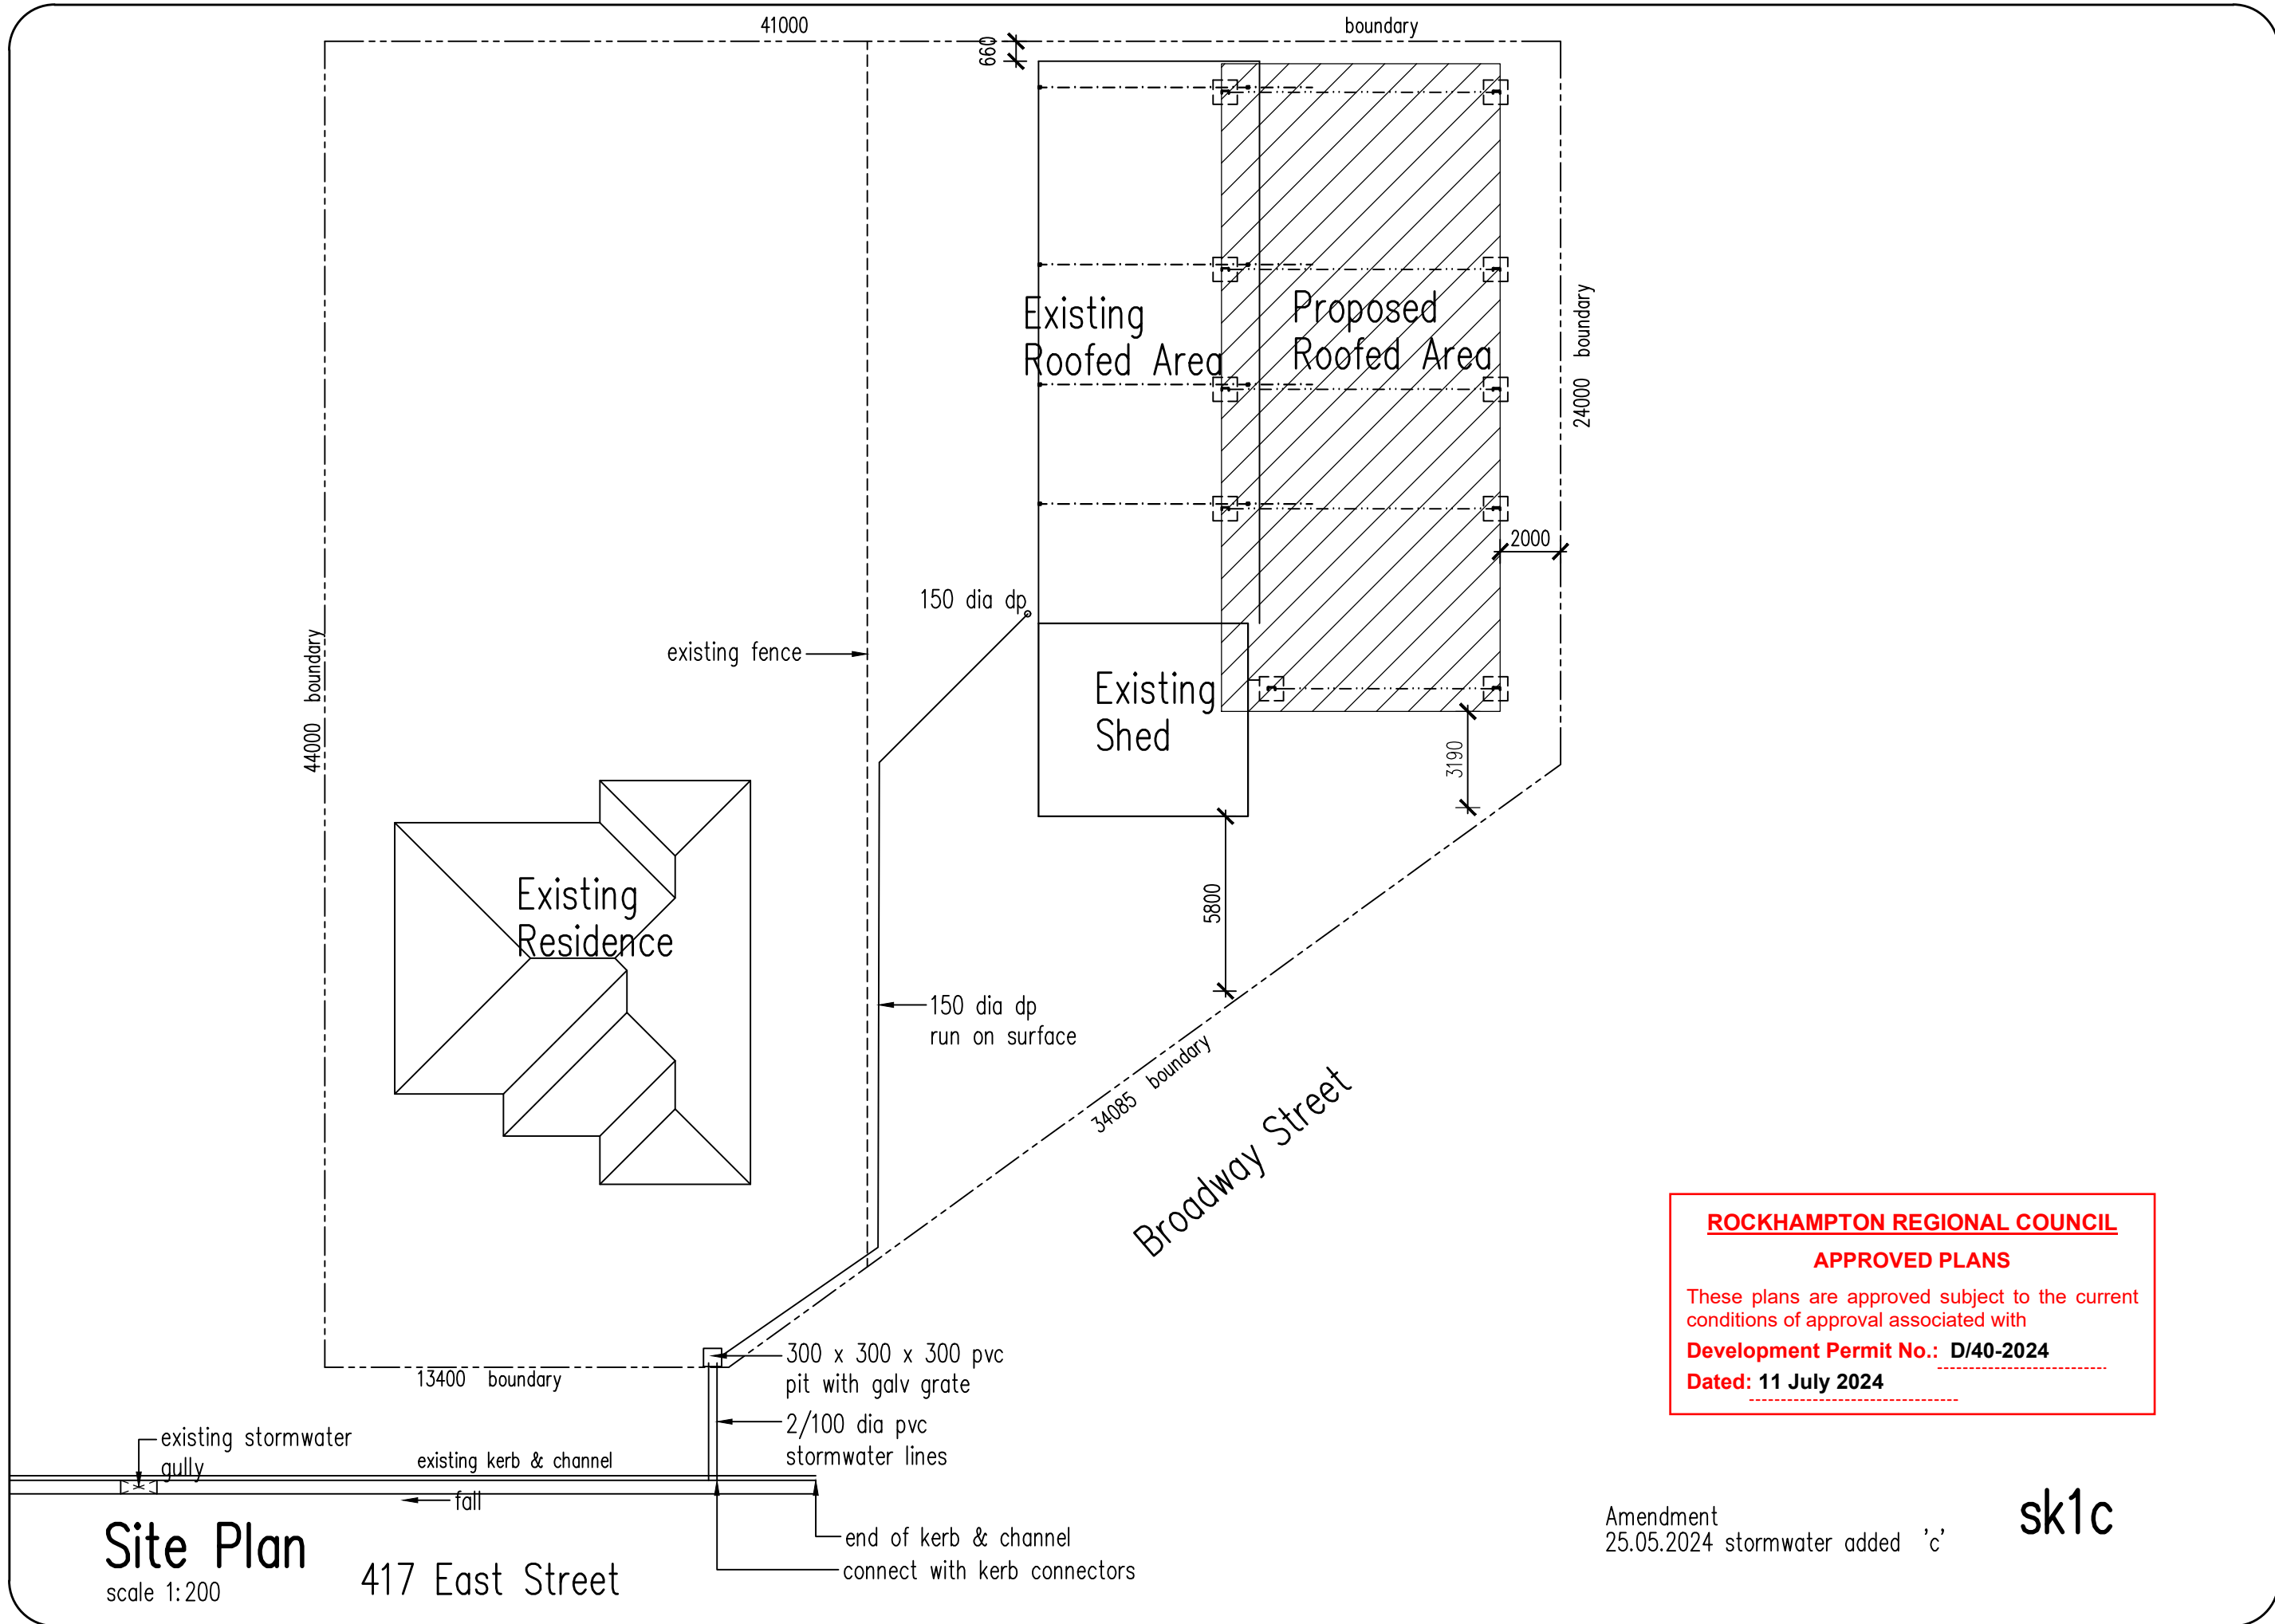 41000
boundary
660
Existing
Roofed Area
Proposed
Roofed Area
24000 boundary
2000
150 dia dp
existing fence
44000 boundary
Existing
Shed
3190
5800
Existing
Residence
150 dia dp
run on surface
34085 boundary
Broadway Street
300 x 300 x 300 pvc
pit with galv grate
13400 boundary
2/100 dia pvc
stormwater lines
existing stormwater
gully
existing kerb & channel
fall
end of kerb & channel
connect with kerb connectors
Site Plan
scale 1:200
417 East Street
ROCKHAMPTON REGIONAL COUNCIL
APPROVED PLANS
These plans are approved subject to the current
conditions of approval associated with
Development Permit No.: D/40-2024
Dated: 11 July 2024
Amendment
25.05.2024 stormwater added 'c'
sk1c